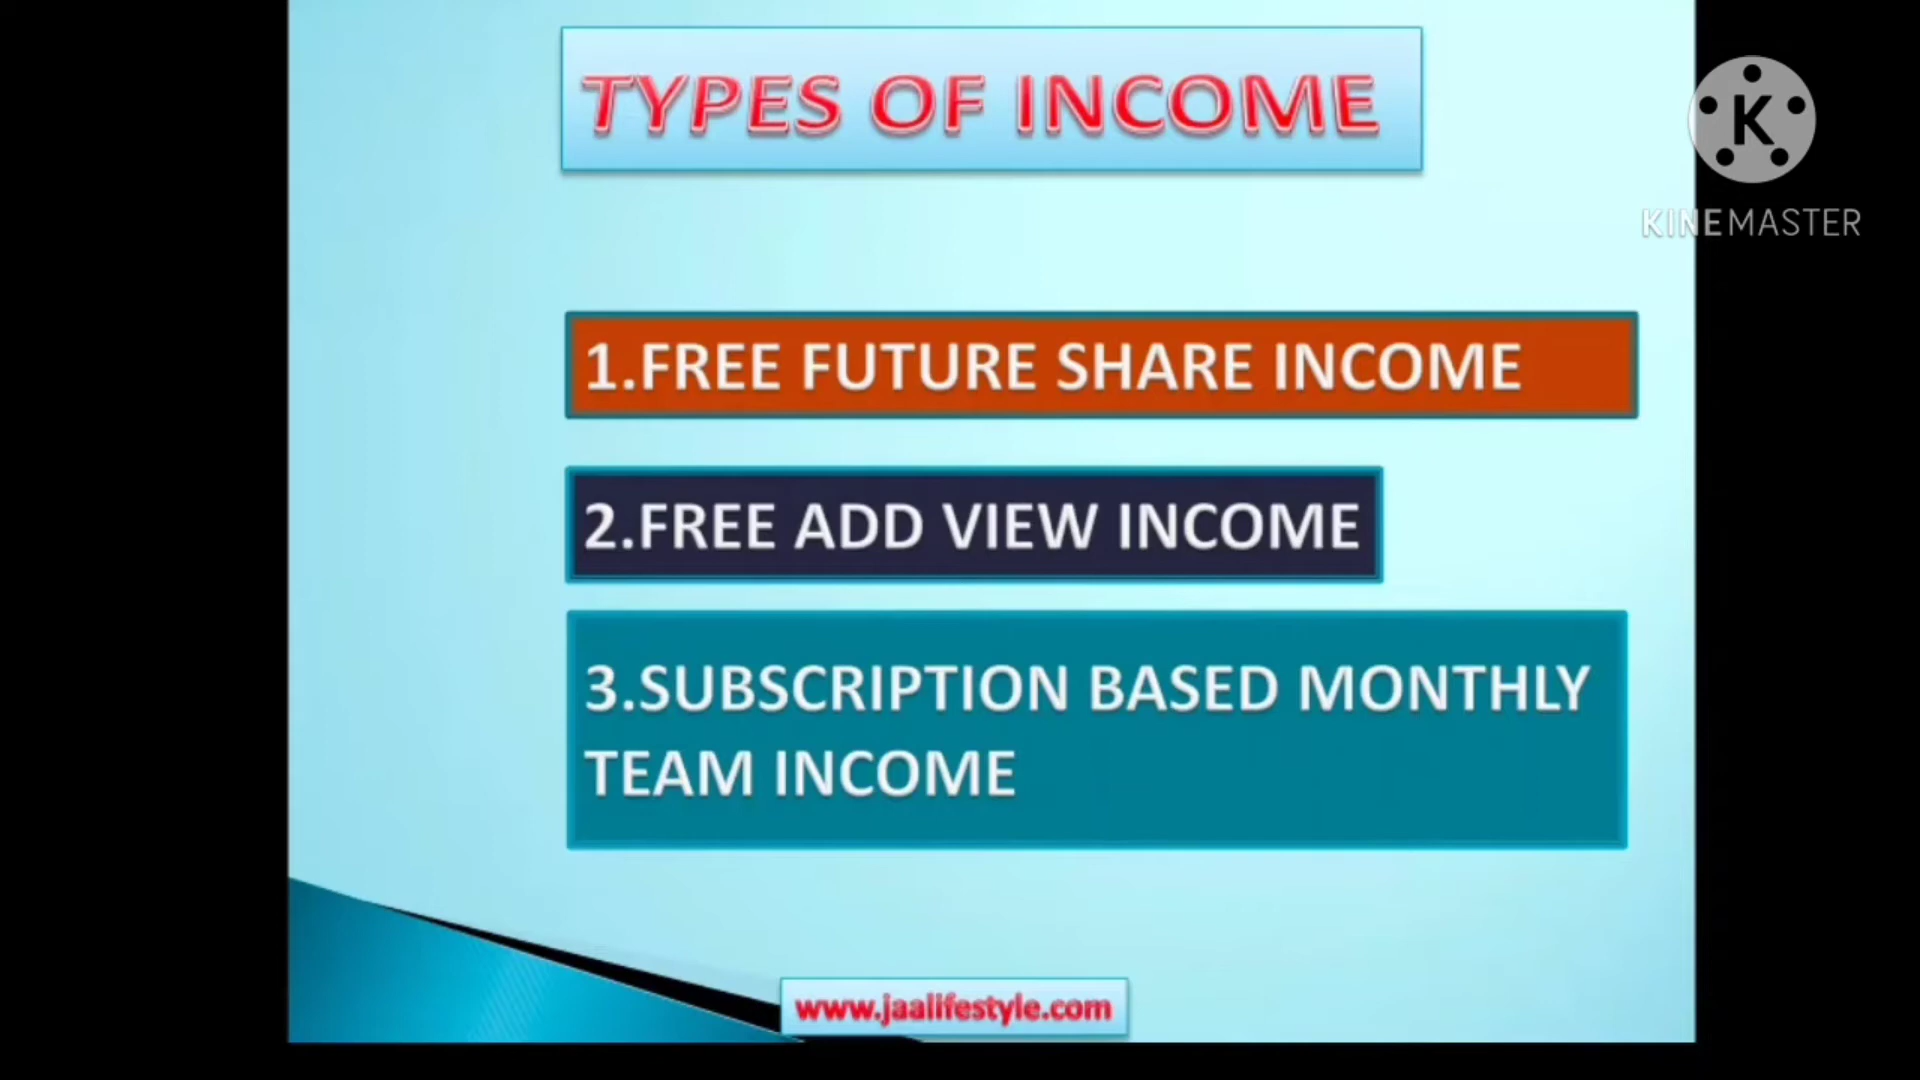 TYPES OF INCOME
K
KINEMASTER
1.FREE FUTURE SHARE INCOME
2.FREE ADD VIEW INCOME
3.SUBSCRIPTION BASED MONTHLY
TEAM INCOME
www.jaalifestyle.com